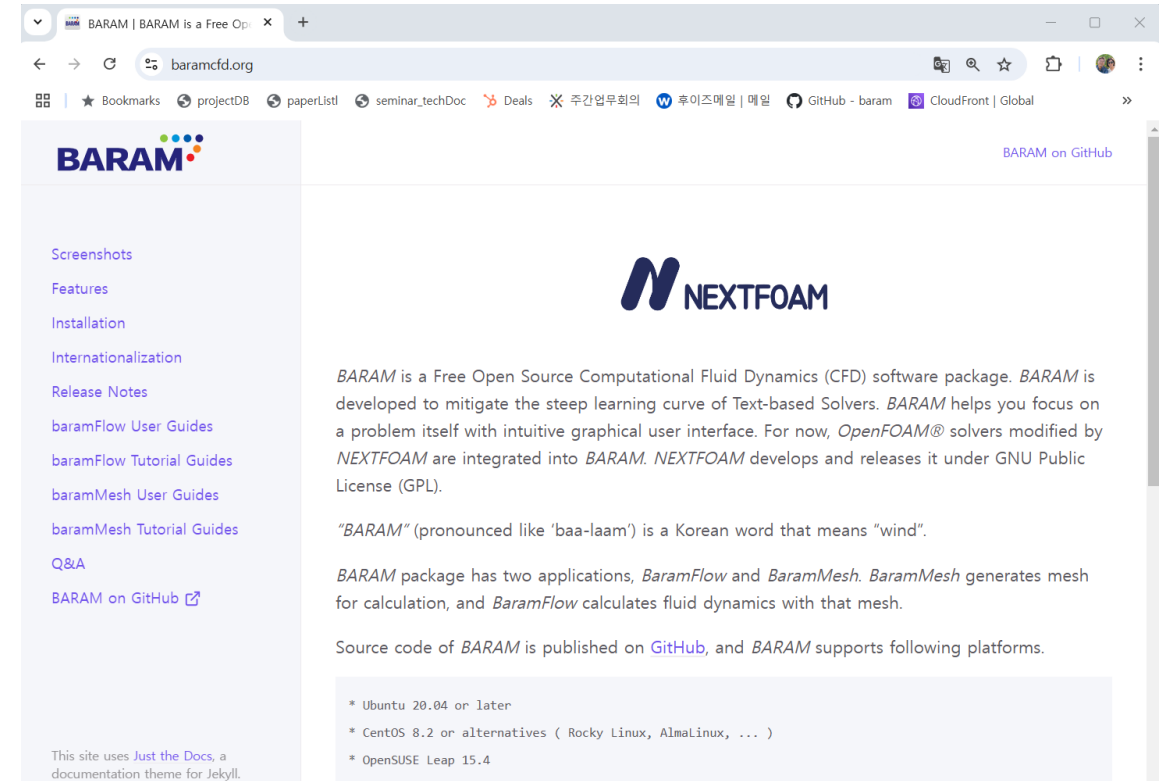 BARAM | BARAM is a Free Ope
baramcfd.org
Bookmarks projectDB paperListl seminar_techDoc Deals 주간업무회의 후이즈메일 | 메일 GitHub - baram CloudFront | Global
BARAM
BARAM on GitHub
Screenshots
Features
Installation
Internationalization
Release Notes
baramFlow User Guides
baramFlow Tutorial Guides
baramMesh User Guides
baramMesh Tutorial Guides
Q&A
BARAM on GitHub
This site uses Just the Docs, a
documentation theme for Jekyll.
NEXTFOAM
BARAM is a Free Open Source Computational Fluid Dynamics (CFD) software package. BARAM is
developed to mitigate the steep learning curve of Text-based Solvers. BARAM helps you focus on
a problem itself with intuitive graphical user interface. For now, OpenFOAM® solvers modified by
NEXTFOAM are integrated into BARAM. NEXTFOAM develops and releases it under GNU Public
License (GPL).
“BARAM” (pronounced like ‘baa-laam’) is a Korean word that means “wind”.
BARAM package has two applications, BaramFlow and BaramMesh. BaramMesh generates mesh
for calculation, and BaramFlow calculates fluid dynamics with that mesh.
Source code of BARAM is published on GitHub, and BARAM supports following platforms.
* Ubuntu 20.04 or later
* CentOS 8.2 or alternatives ( Rocky Linux, AlmaLinux, ... )
* OpenSUSE Leap 15.4